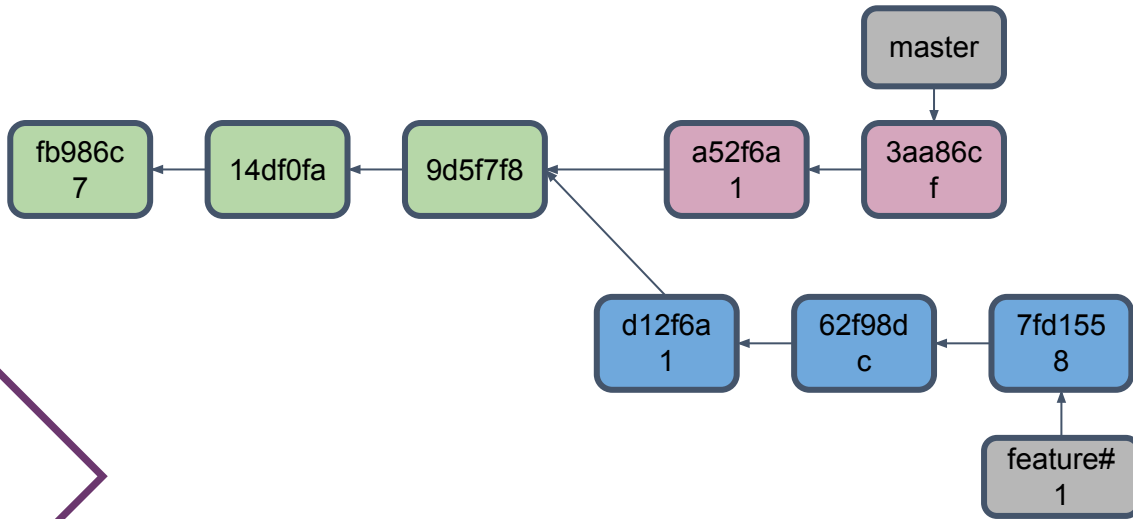 master
fb986c
7
14df0fa
9d5f7f8
a52f6a
1
3aa86c
f
d12f6a
1
62f98d
c
7fd155
8
feature#
1